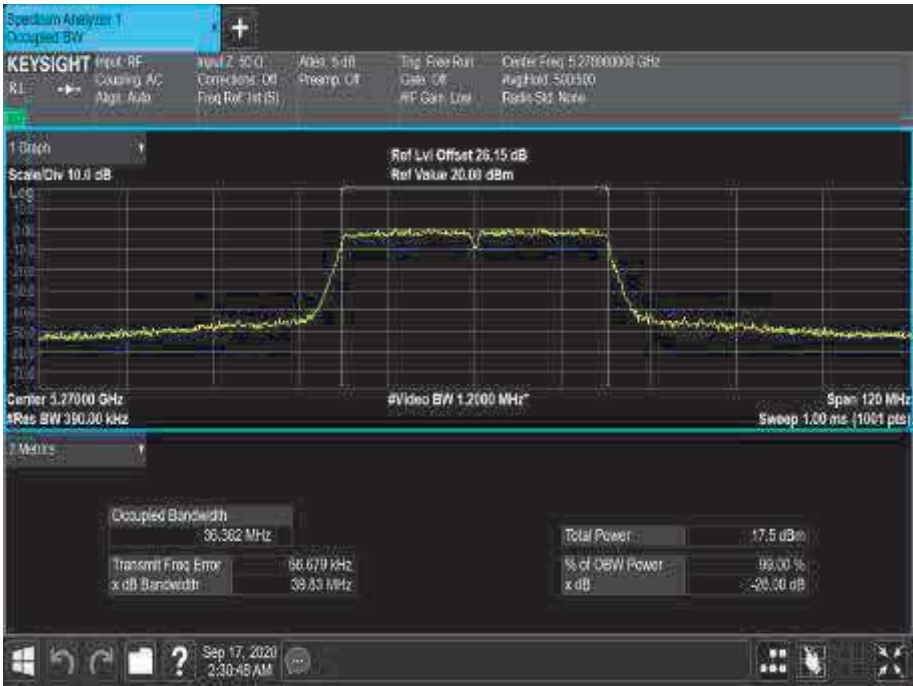 Spectrum Analyzer 1
Occupied BW
+
KEYSIGHT Input: RF
Coupling: AC
Align: Auto
Input Z: 50 Ω
Corrections: Off
Freq Ref: Int (S)
Atten: 6 dB
Preamp: Off
Trig: Free Run
Gate: Off
#IF Gain: Low
Center Freq: 5.270000000 GHz
Avg|Hold: 500/500
Radio Std: None
1 Graph
Scale/Div 10.0 dB
Ref Lvl Offset 26.15 dB
Ref Value 20.00 dBm
Log
Center 5.27000 GHz
#Res BW 390.00 kHz
#Video BW 1.2000 MHz*
Span 120 MHz
Sweep 1.00 ms (1001 pts)
2 Metrics
Occupied Bandwidth
36.362 MHz
Transmit Freq Error
x dB Bandwidth
39.83 MHz
Total Power 17.5 dBm
% of OBW Power 99.00 %
x dB -26.00 dB
?
Sep 17, 2020
2:30:48 AM